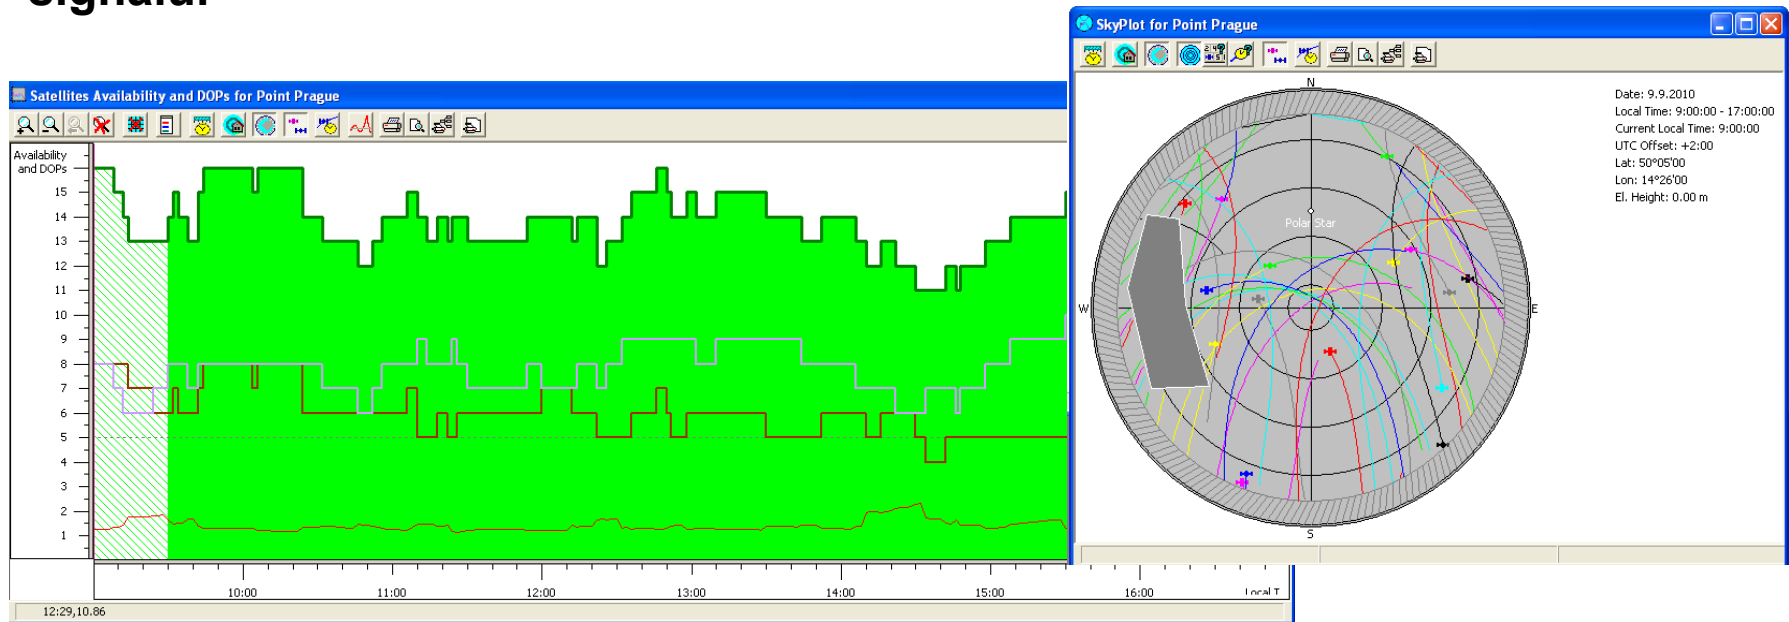 SkyPlot for Point Prague
Satellites Availability and DOPs for Point Prague
Availability
and DOPs
15
14
13
12
11
10
9
8
7
6
5
4
3
2
1
10:00
11:00
12:00
13:00
14:00
15:00
16:00
12:29,10.86
N
W
E
S
Polar Star
Date: 9.9.2010
Local Time: 9:00:00 - 17:00:00
Current Local Time: 9:00:00
UTC Offset: +2:00
Lat: 50°05'00
Lon: 14°26'00
El. Height: 0.00 m